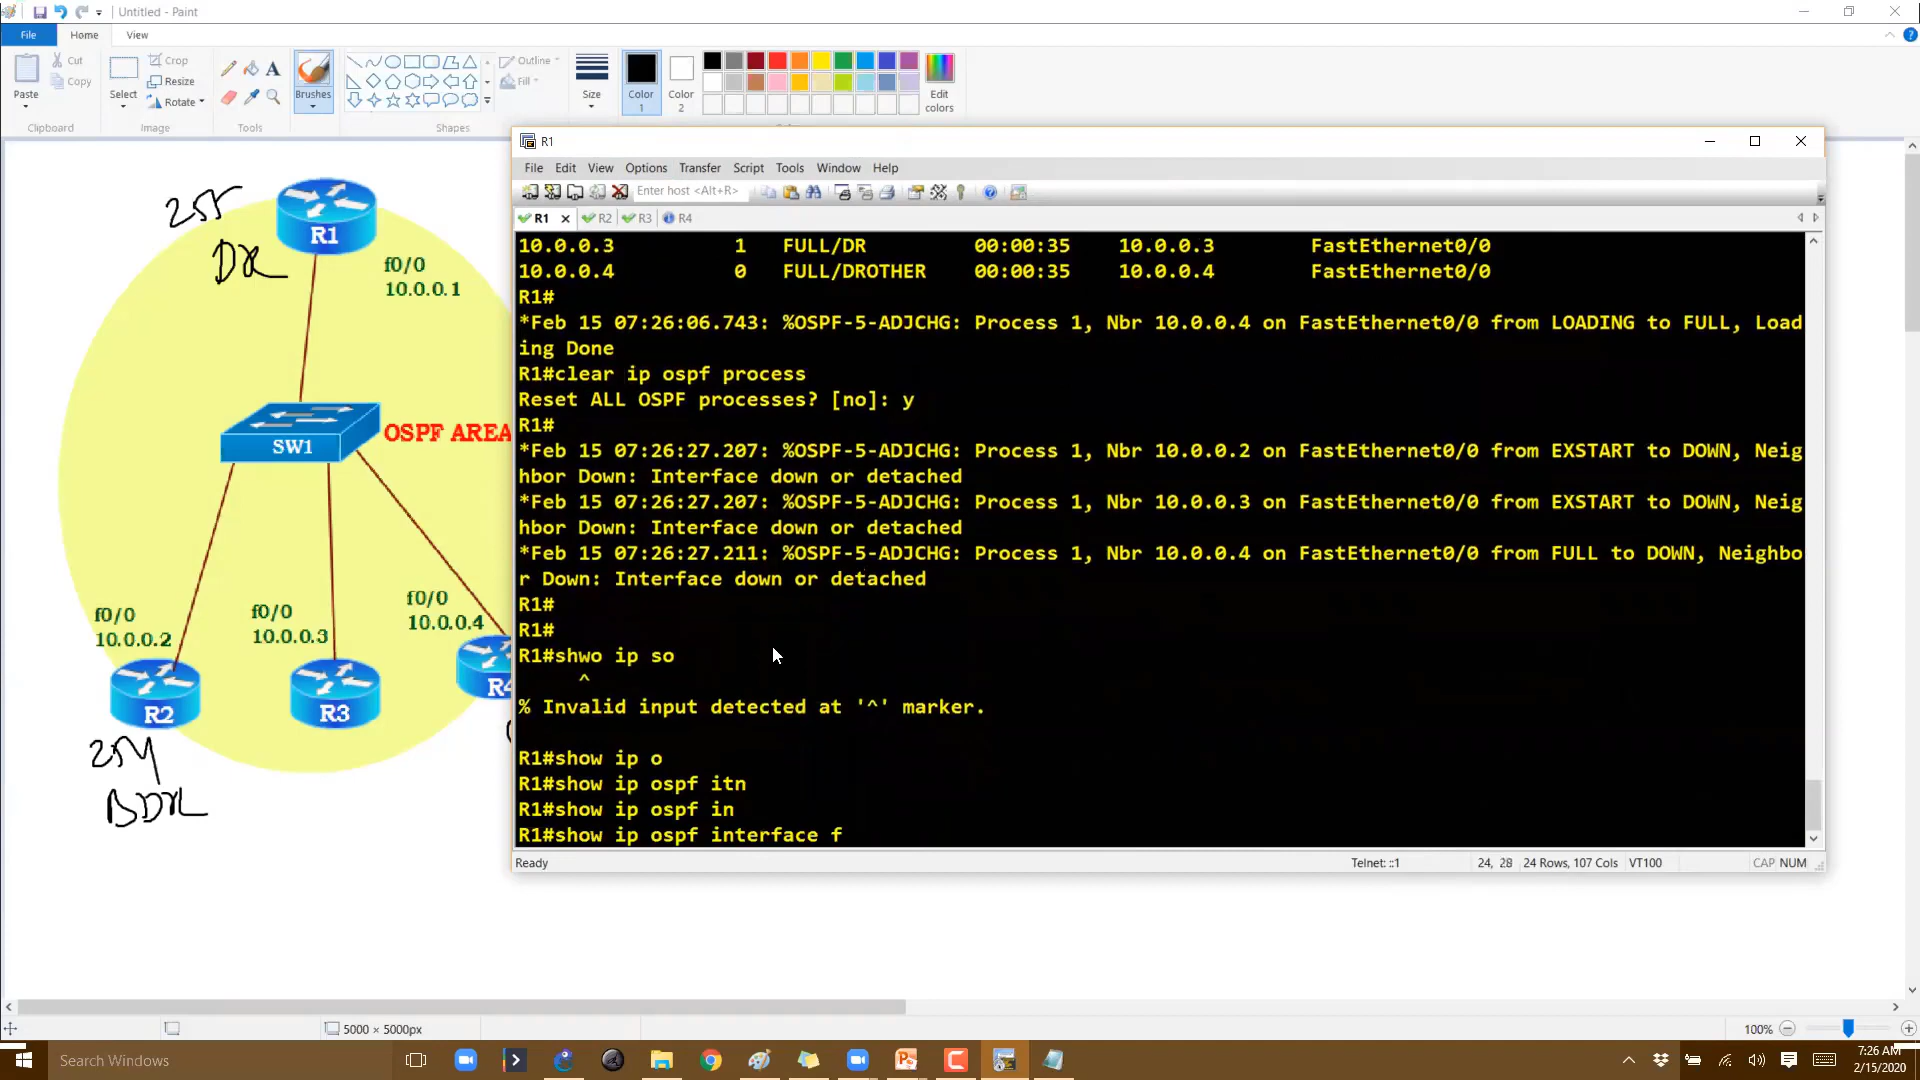 Untitled - Paint
File Home View
Cut
Copy
Paste
Clipboard
Crop
Resize
Rotate
Select
Image
Tools
Brushes
Outline
Fill
Shapes
Size
Color 1
Color 2
Edit colors
255
DR
R1
f0/0
10.0.0.1
SW1
OSPF AREA
f0/0
10.0.0.2
f0/0
10.0.0.3
f0/0
10.0.0.4
R2
R3
R4
254
BDR
R1
File Edit View Options Transfer Script Tools Window Help
Enter host <Alt+R>
R1 R2 R3 R4
10.0.0.3 1 FULL/DR 00:00:35 10.0.0.3 FastEthernet0/0
10.0.0.4 0 FULL/DROTHER 00:00:35 10.0.0.4 FastEthernet0/0
R1#
*Feb 15 07:26:06.743: %OSPF-5-ADJCHG: Process 1, Nbr 10.0.0.4 on FastEthernet0/0 from LOADING to FULL, Load
ing Done
R1#clear ip ospf process
Reset ALL OSPF processes? [no]: y
R1#
*Feb 15 07:26:27.207: %OSPF-5-ADJCHG: Process 1, Nbr 10.0.0.2 on FastEthernet0/0 from EXSTART to DOWN, Neig
hbor Down: Interface down or detached
*Feb 15 07:26:27.207: %OSPF-5-ADJCHG: Process 1, Nbr 10.0.0.3 on FastEthernet0/0 from EXSTART to DOWN, Neig
hbor Down: Interface down or detached
*Feb 15 07:26:27.211: %OSPF-5-ADJCHG: Process 1, Nbr 10.0.0.4 on FastEthernet0/0 from FULL to DOWN, Neighbo
r Down: Interface down or detached
R1#
R1#
R1#shwo ip so
^
% Invalid input detected at '^' marker.
R1#show ip o
R1#show ip ospf itn
R1#show ip ospf in
R1#show ip ospf interface f
Ready Telnet: ::1 24, 28 24 Rows, 107 Cols VT100 CAP NUM
5000 × 5000px
100%
Search Windows
7:26 AM
2/15/2020